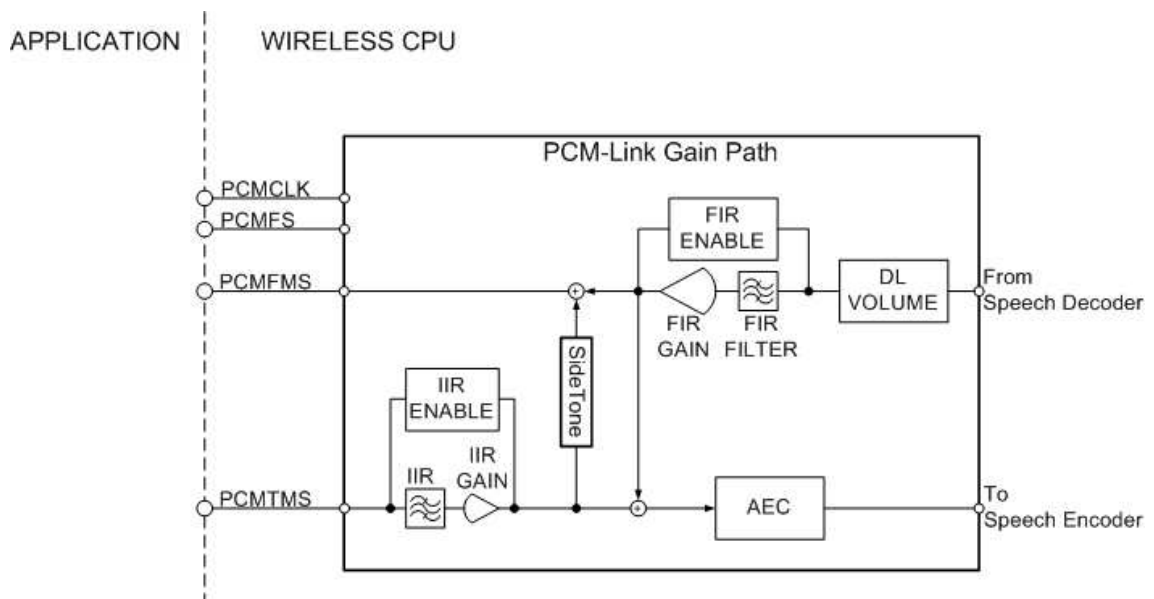 APPLICATION
WIRELESS CPU
PCM-Link Gain Path
PCMCLK
PCMFS
PCMFMS
PCMTMS
FIR
ENABLE
DL
VOLUME
From
Speech Decoder
FIR
GAIN
FIR
FILTER
SideTone
IIR
ENABLE
IIR
IIR
GAIN
AEC
To
Speech Encoder